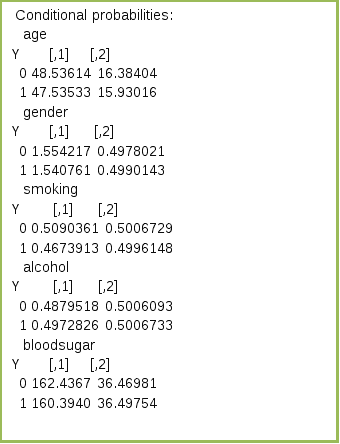 Conditional probabilities:
age
Y [,1] [,2]
0 48.53614 16.38404
1 47.53533 15.93016
gender
Y [,1] [,2]
0 1.554217 0.4978021
1 1.540761 0.4990143
smoking
Y [,1] [,2]
0 0.5090361 0.5006729
1 0.4673913 0.4996148
alcohol
Y [,1] [,2]
0 0.4879518 0.5006093
1 0.4972826 0.5006733
bloodsugar
Y [,1] [,2]
0 162.4367 36.46981
1 160.3940 36.49754